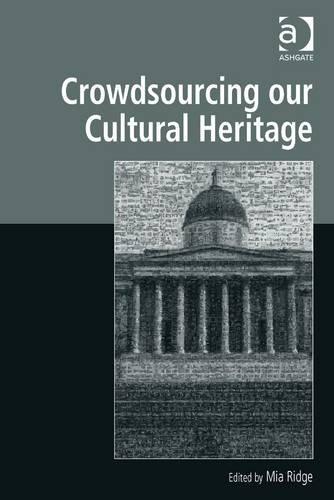 a
ASHGATE
Crowdsourcing our
Cultural Heritage
Edited by Mia Ridge